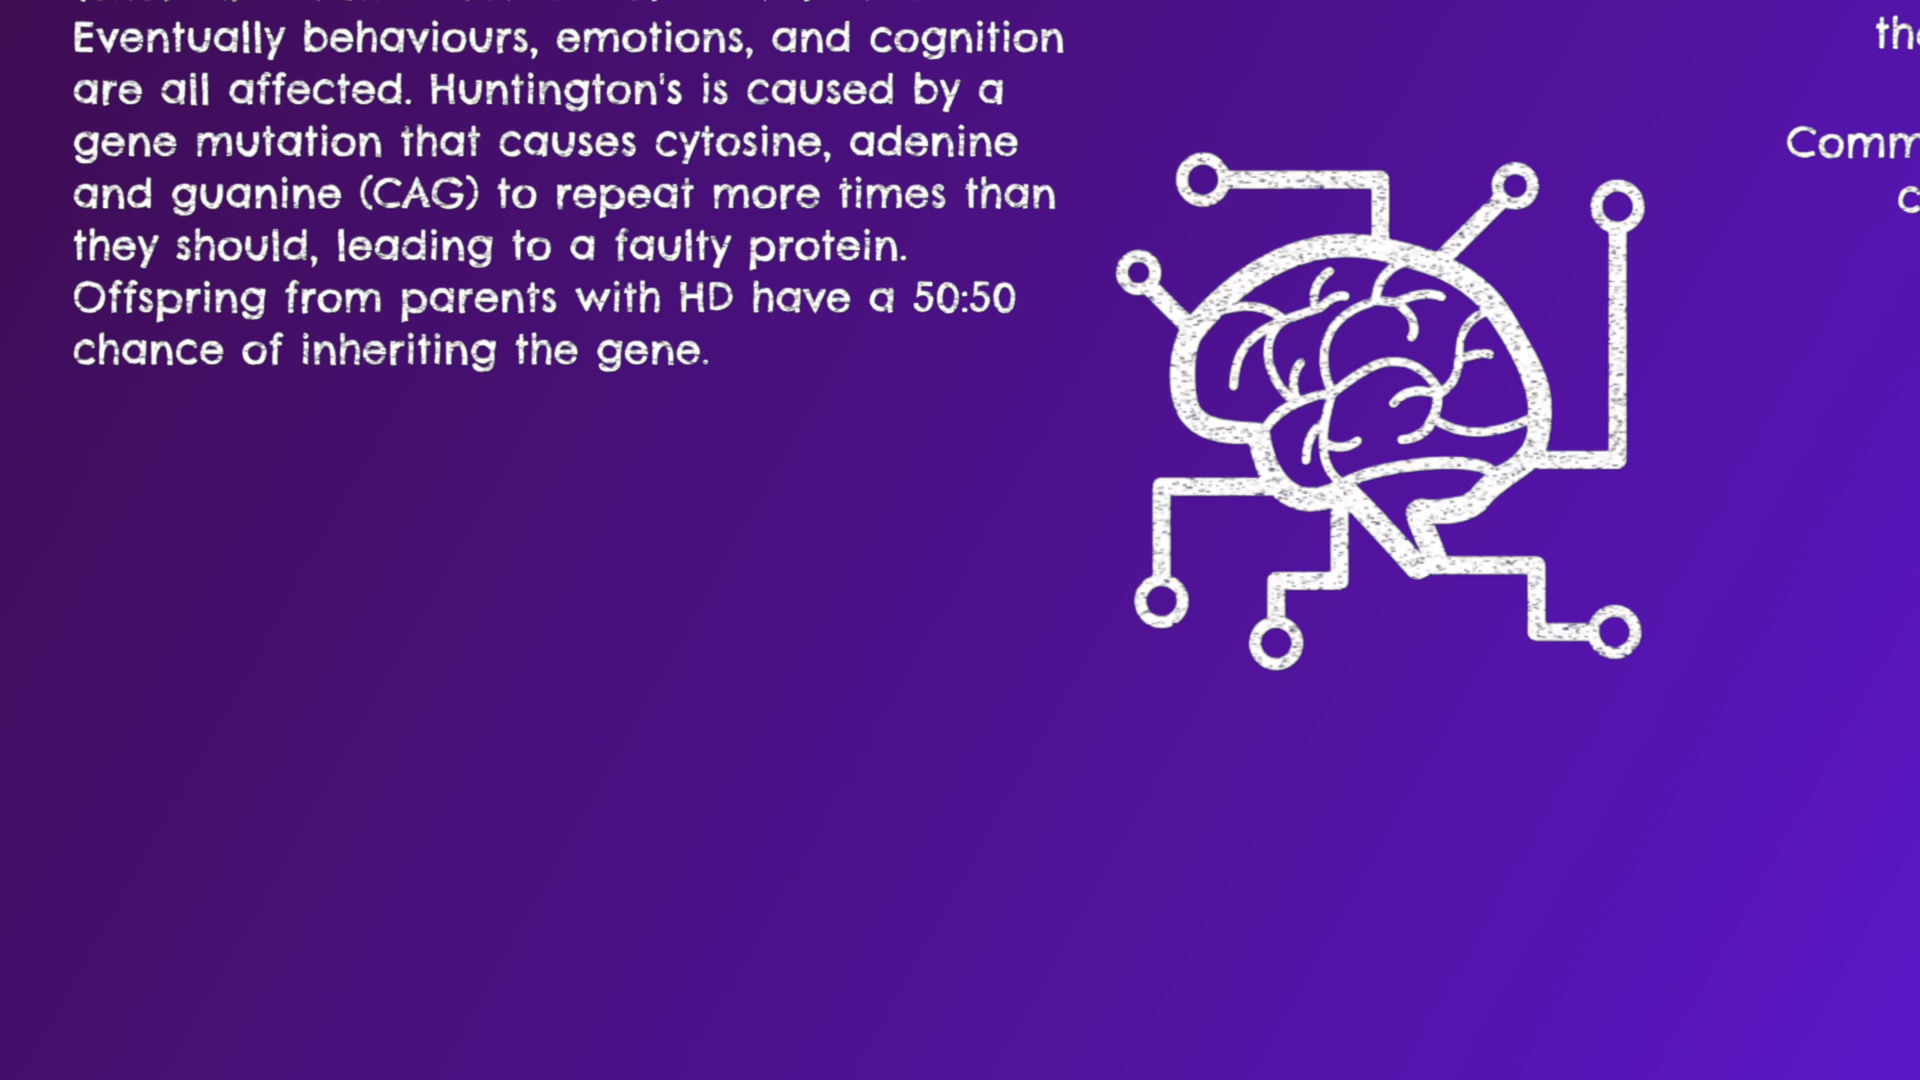 Eventually behaviours, emotions, and cognition
are all affected. Huntington's is caused by a
gene mutation that causes cytosine, adenine
and guanine (CAG) to repeat more times than
they should, leading to a faulty protein.
Offspring from parents with HD have a 50:50
chance of inheriting the gene.